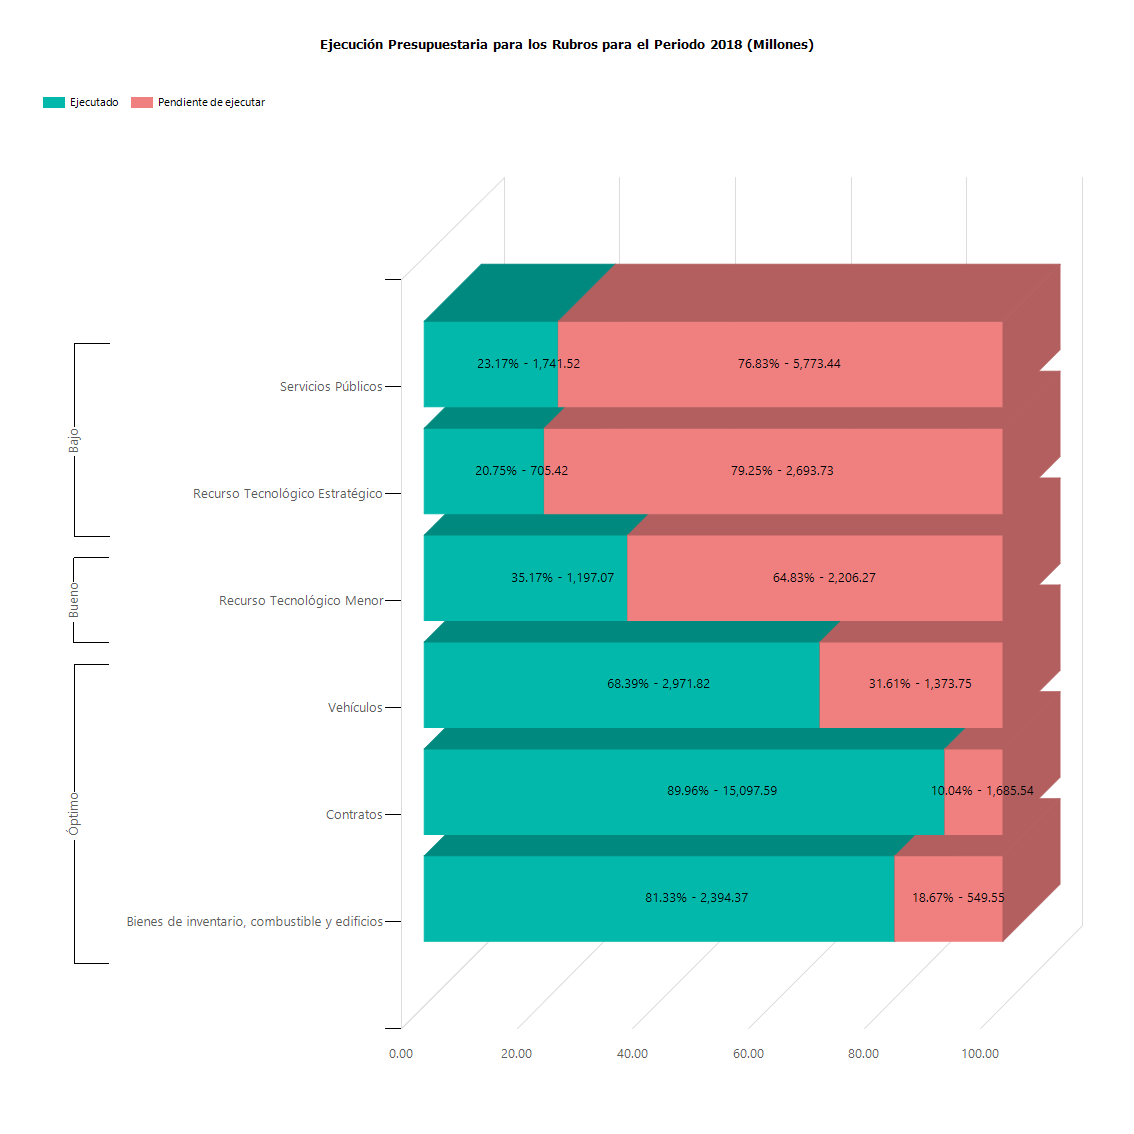 Ejecución Presupuestaria para los Rubros para el Periodo 2018 (Millones)
Ejecutado
Pendiente de ejecutar
Bajo
Servicios Públicos
23.17% - 1,741.52
76.83% - 5,773.44
Recurso Tecnológico Estratégico
20.75% - 705.42
79.25% - 2,693.73
Bueno
Recurso Tecnológico Menor
35.17% - 1,197.07
64.83% - 2,206.27
Óptimo
Vehículos
68.39% - 2,971.82
31.61% - 1,373.75
Contratos
89.96% - 15,097.59
10.04% - 1,685.54
Bienes de inventario, combustible y edificios
81.33% - 2,394.37
18.67% - 549.55
0.00
20.00
40.00
60.00
80.00
100.00